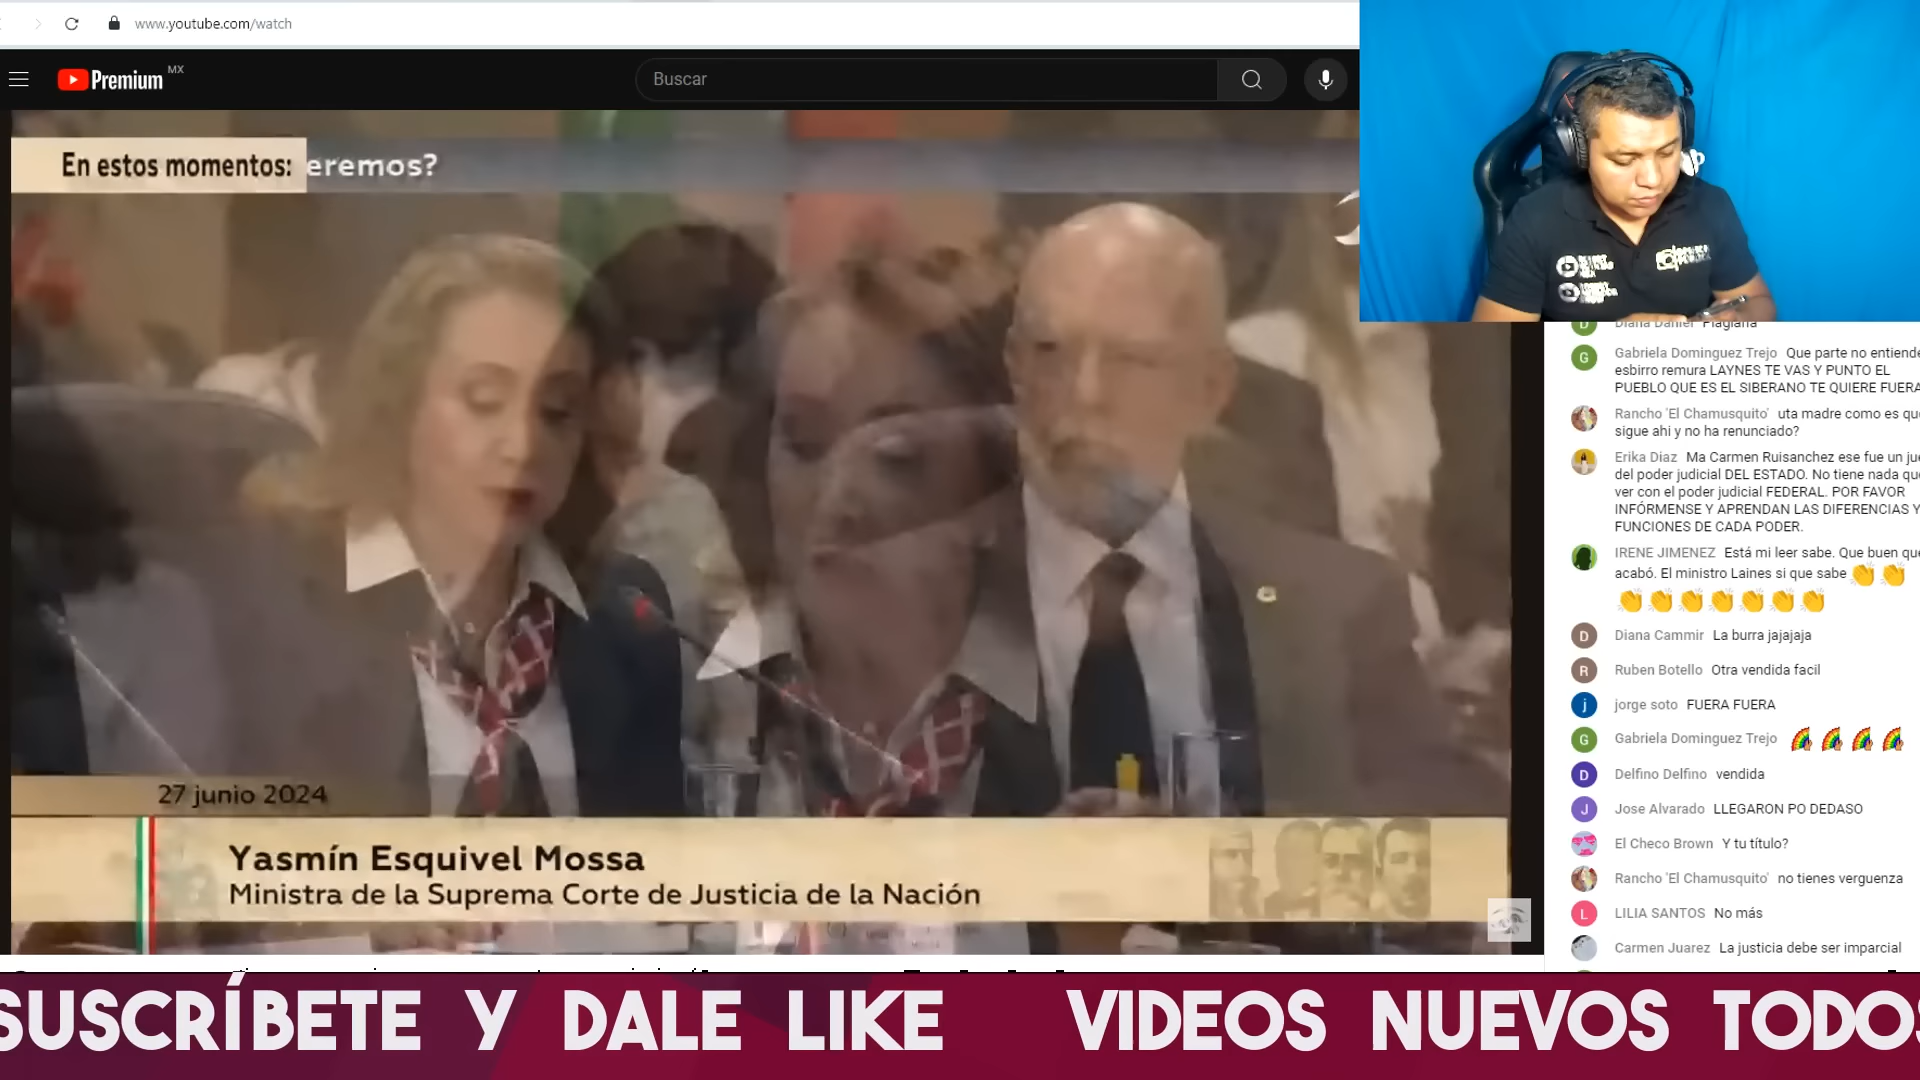 www.youtube.com/watch
Premium MX
Buscar
En estos momentos: eremos?
27 junio 2024
Yasmín Esquivel Mossa
Ministra de la Suprema Corte de Justicia de la Nación
Gabriela Dominguez Trejo Que parte no entiende
esbirro remura LAYNES TE VAS Y PUNTO EL
PUEBLO QUE ES EL SIBERANO TE QUIERE FUERA
Rancho 'El Chamusquito' uta madre como es que
sigue ahi y no ha renunciado?
Erika Diaz Ma Carmen Ruisanchez ese fue un jue
del poder judicial DEL ESTADO. No tiene nada que
ver con el poder judicial FEDERAL. POR FAVOR
INFÓRMENSE Y APRENDAN LAS DIFERENCIAS Y
FUNCIONES DE CADA PODER.
IRENE JIMENEZ Está mi leer sabe. Que buen que
acabó. El ministro Laines si que sabe 👏👏
👏👏👏👏👏👏👏
D Diana Cammir La burra jajajaja
R Ruben Botello Otra vendida facil
j jorge soto FUERA FUERA
G Gabriela Dominguez Trejo
D Delfino Delfino vendida
J Jose Alvarado LLEGARON PO DEDASO
El Checo Brown Y tu título?
Rancho 'El Chamusquito' no tienes verguenza
L LILIA SANTOS No más
Carmen Juarez La justicia debe ser imparcial
SUSCRÍBETE Y DALE LIKE VIDEOS NUEVOS TODOS